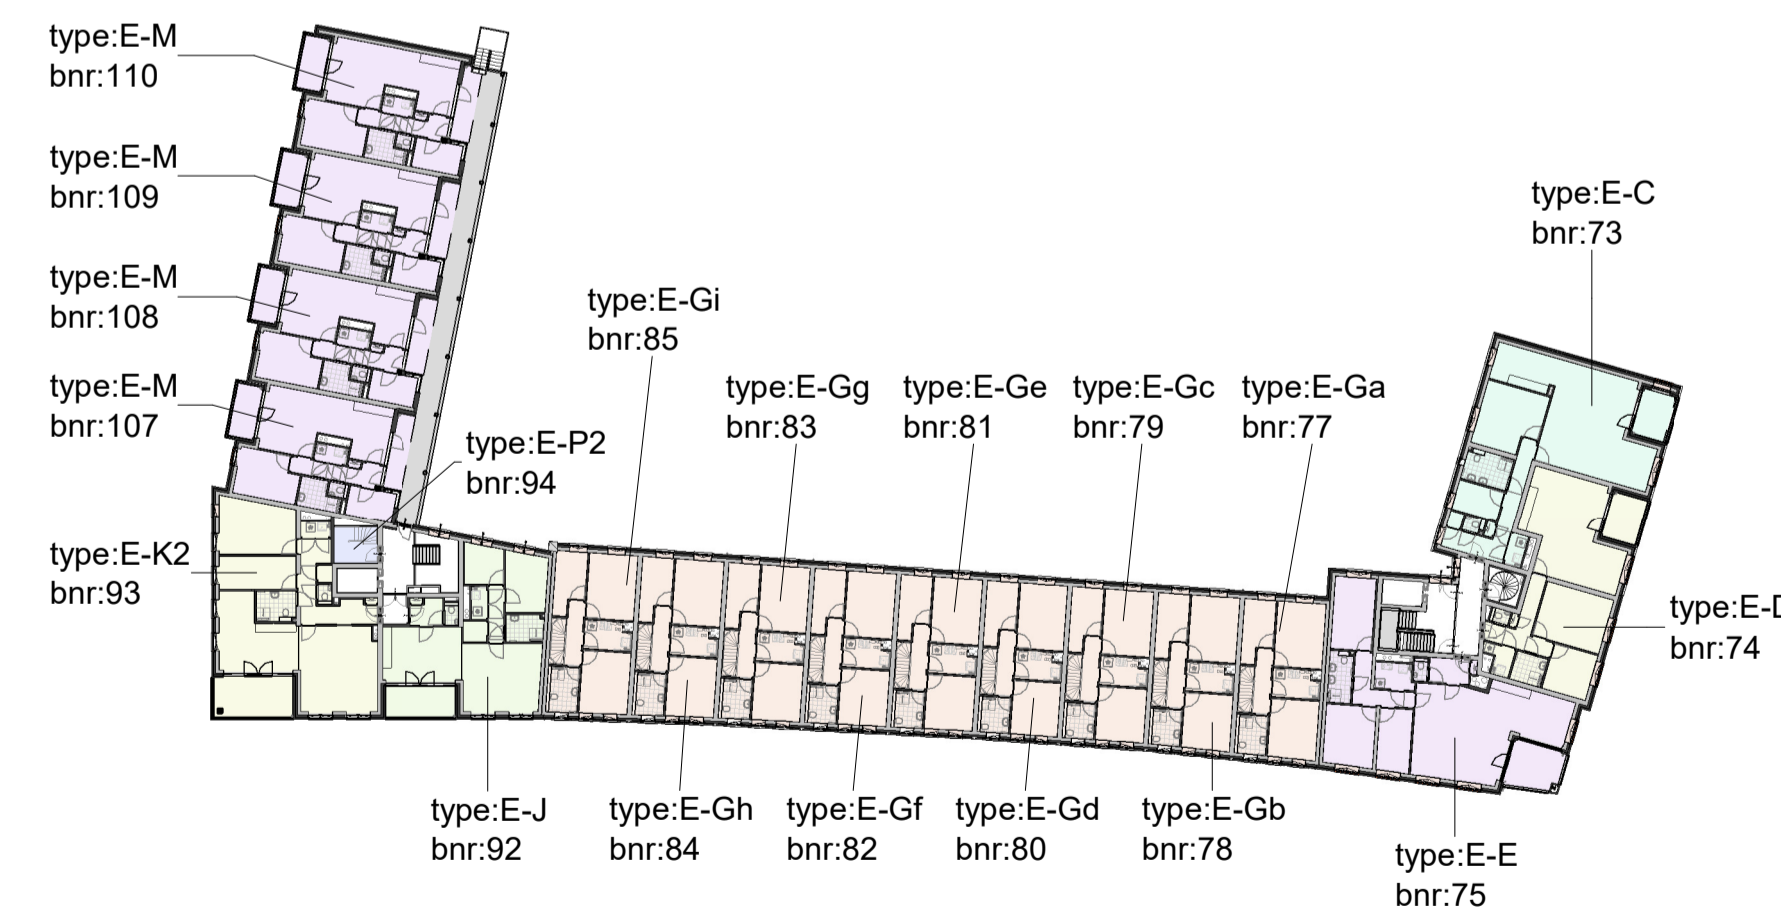 type:E-M
bnr:110
type:E-M
bnr:109
type:E-M
bnr:108
type:E-M
bnr:107
type:E-P2
bnr:94
type:E-K2
bnr:93
type:E-Gi
bnr:85
type:E-Gg
bnr:83
type:E-Ge
bnr:81
type:E-Gc
bnr:79
type:E-Ga
bnr:77
type:E-C
bnr:73
type:E-D
bnr:74
type:E-J
bnr:92
type:E-Gh
bnr:84
type:E-Gf
bnr:82
type:E-Gd
bnr:80
type:E-Gb
bnr:78
type:E-E
bnr:75